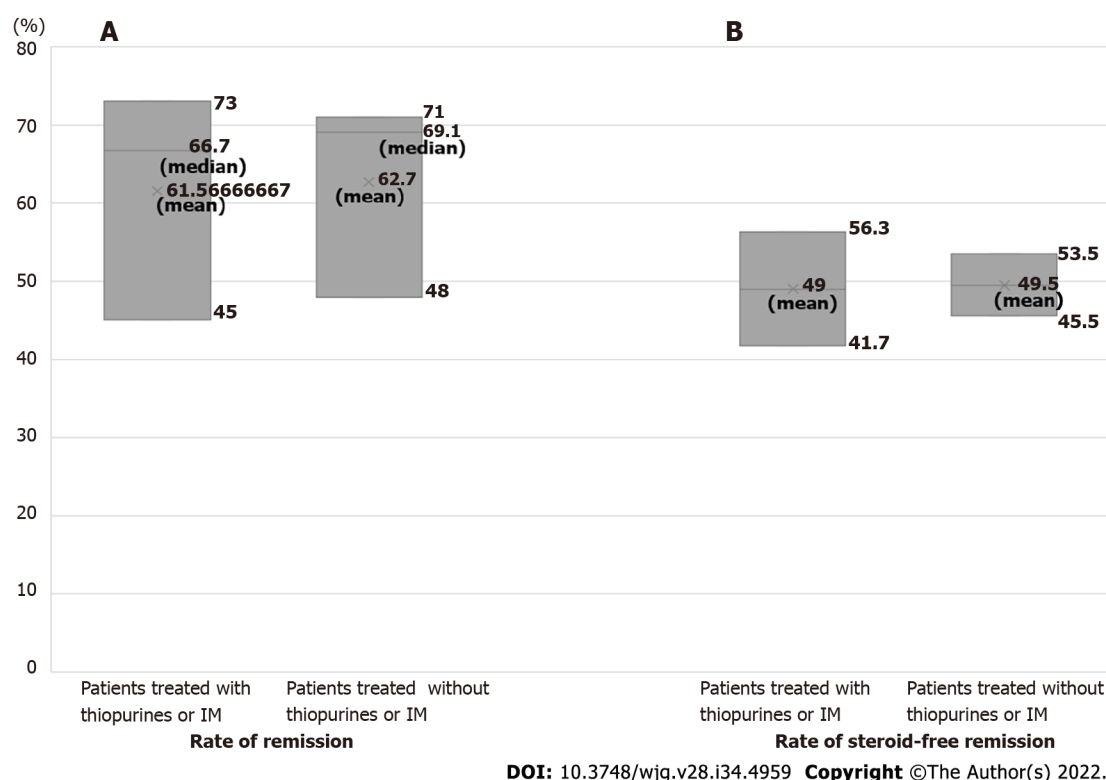 (%)
A
B
80
70
60
50
40
30
20
10
0
73
66.7
(median)
61.56666667
(mean)
45
71
69.1
(median)
62.7
(mean)
48
56.3
49
(mean)
41.7
53.5
49.5
(mean)
45.5
Patients treated with
thiopurines or IM
Patients treated without
thiopurines or IM
Rate of remission
Patients treated with
thiopurines or IM
Patients treated without
thiopurines or IM
Rate of steroid-free remission
DOI: 10.3748/wjg.v28.i34.4959 Copyright ©The Author(s) 2022.